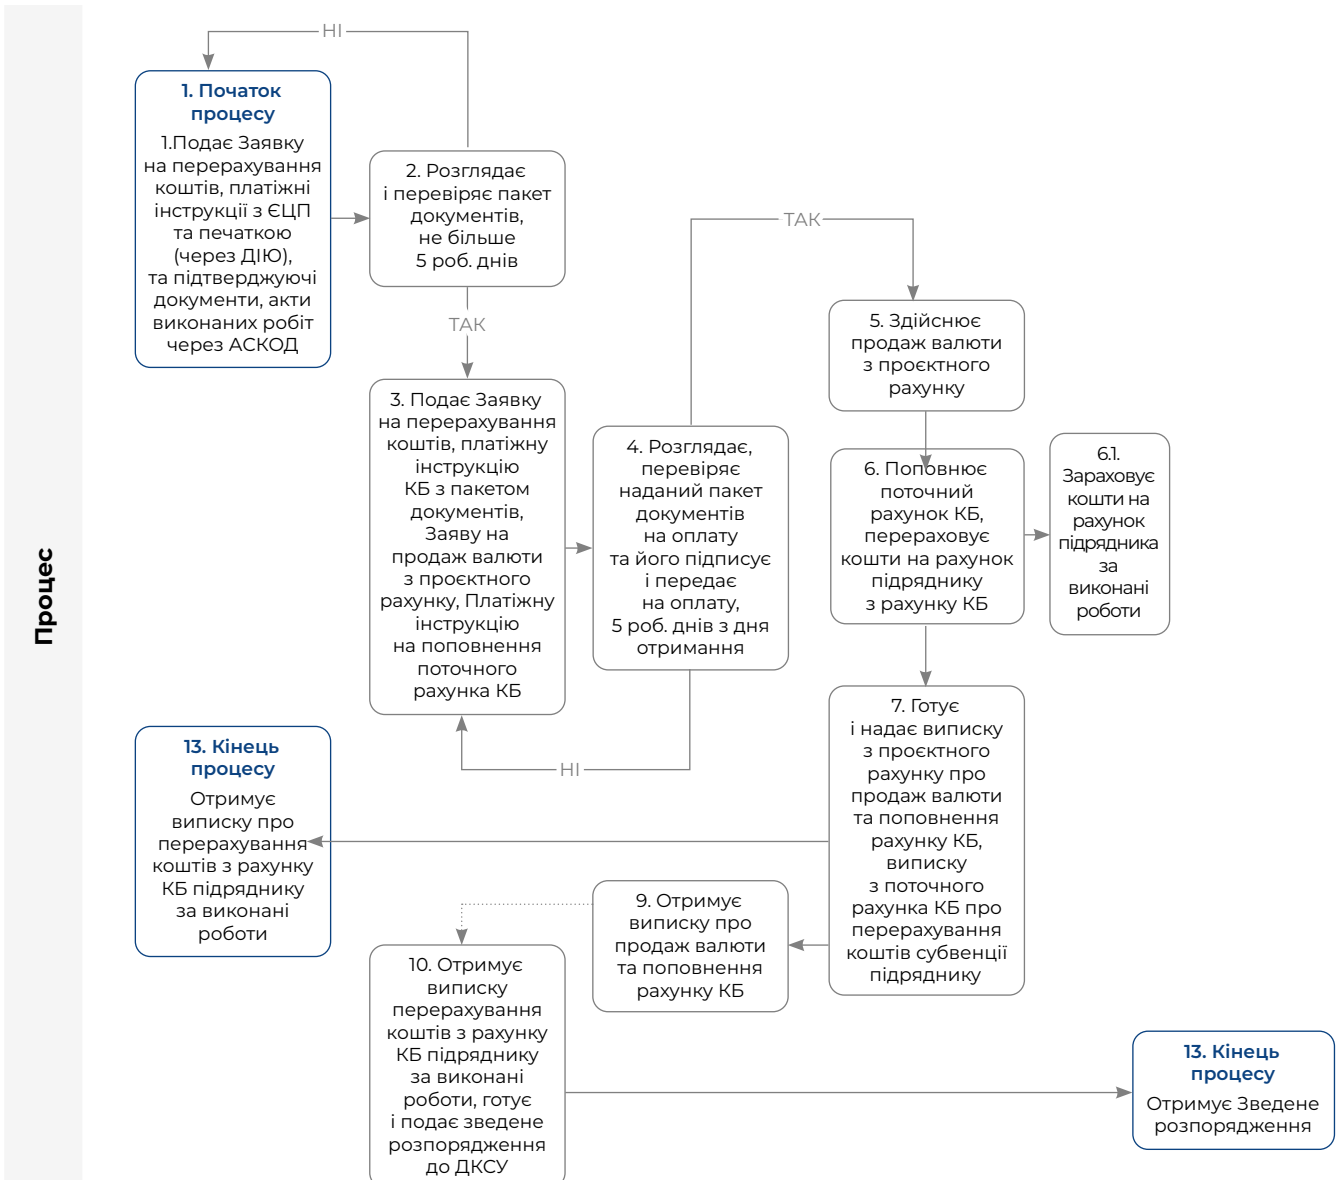 Процес
НІ
1. Початок
процесу
1.Подає Заявку
на перерахування
коштів, платіжні
інструкції з ЄЦП
та печаткою
(через ДІЮ),
та підтверджуючі
документи, акти
виконаних робіт
через АСКОД
2. Розглядає
і перевіряє пакет
документів,
не більше
5 роб. днів
ТАК
3. Подає Заявку
на перерахування
коштів, платіжну
інструкцію
КБ з пакетом
документів,
Заяву на
продаж валюти
з проєктного
рахунку, Платіжну
інструкцію
на поповнення
поточного
рахунка КБ
4. Розглядає,
перевіряє
наданий пакет
документів
на оплату
та його підписує
і передає
на оплату,
5 роб. днів з дня
отримання
НІ
ТАК
5. Здійснює
продаж валюти
з проєктного
рахунку
6. Поповнює
поточний
рахунок КБ,
перераховує
кошти на рахунок
підряднику
з рахунку КБ
6.1.
Зараховує
кошти на
рахунок
підрядника
за
виконані
роботи
7. Готує
і надає виписку
з проєктного
рахунку про
продаж валюти
та поповнення
рахунку КБ,
виписку
з поточного
рахунка КБ про
перерахування
коштів субвенції
підряднику
13. Кінець
процесу
Отримує
виписку про
перерахування
коштів з рахунку
КБ підряднику
за виконані
роботи
9. Отримує
виписку про
продаж валюти
та поповнення
рахунку КБ
10. Отримує
виписку
перерахування
коштів з рахунку
КБ підряднику
за виконані
роботи, готує
і подає зведене
розпорядження
до ДКСУ
13. Кінець
процесу
Отримує Зведене
розпорядження